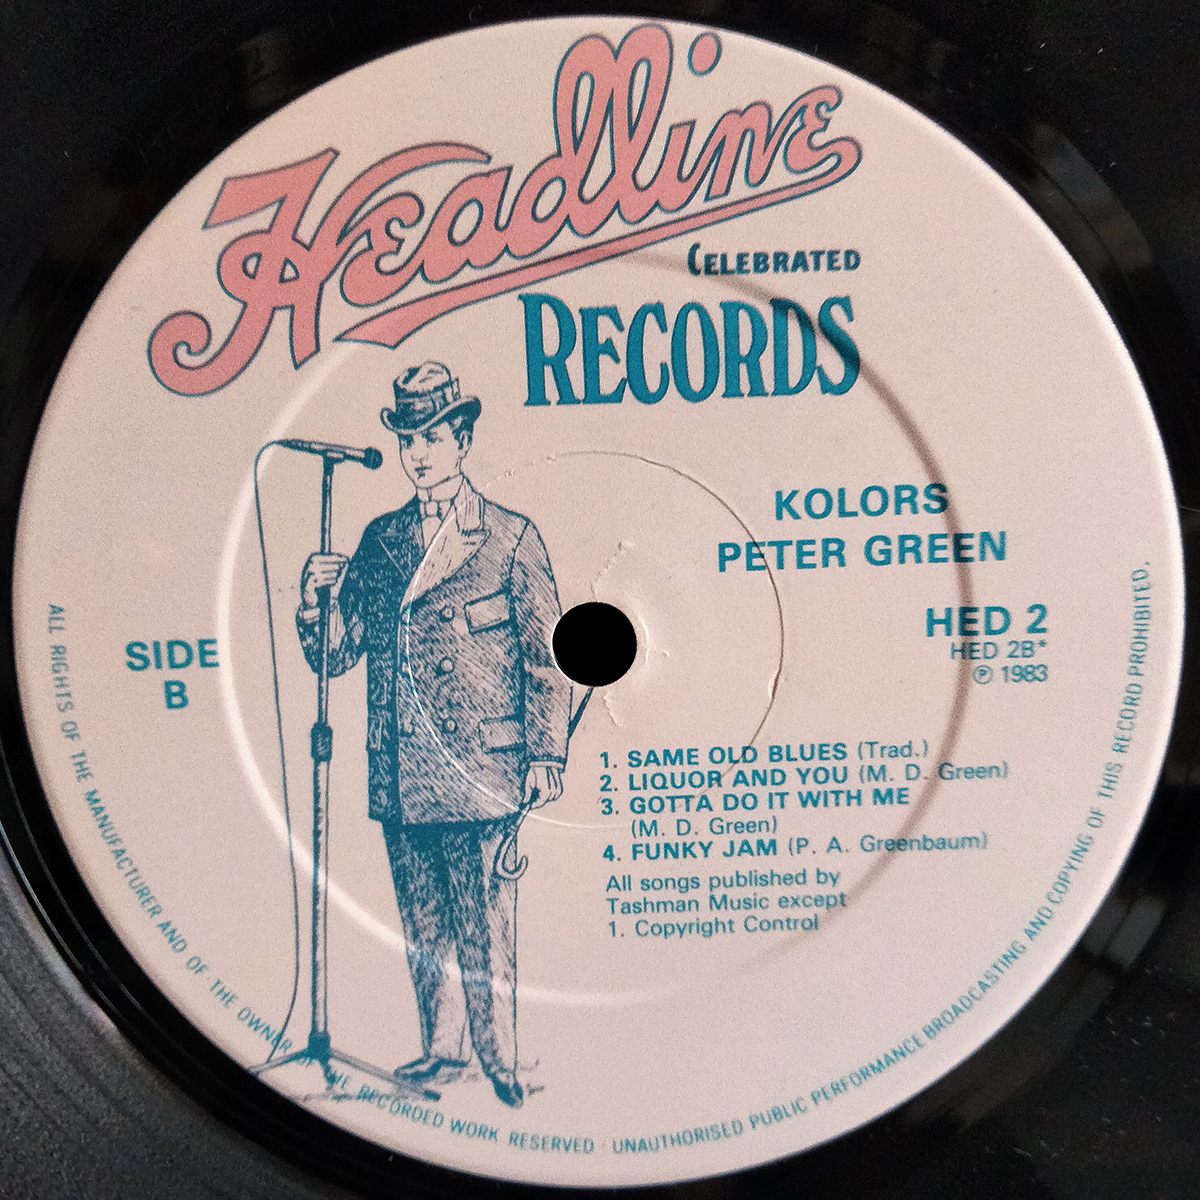 Headline
CELEBRATED
RECORDS
KOLORS
PETER GREEN
HED 2
HED 2B*
℗ 1983
SIDE
B
1. SAME OLD BLUES (Trad.)
2. LIQUOR AND YOU (M. D. Green)
3. GOTTA DO IT WITH ME
(M. D. Green)
4. FUNKY JAM (P. A. Greenbaum)
All songs published by
Tashman Music except
1. Copyright Control
ALL RIGHTS OF THE MANUFACTURER AND OF THE OWNER OF THE RECORDED WORK RESERVED · UNAUTHORISED PUBLIC PERFORMANCE BROADCASTING AND COPYING OF THIS RECORD PROHIBITED.